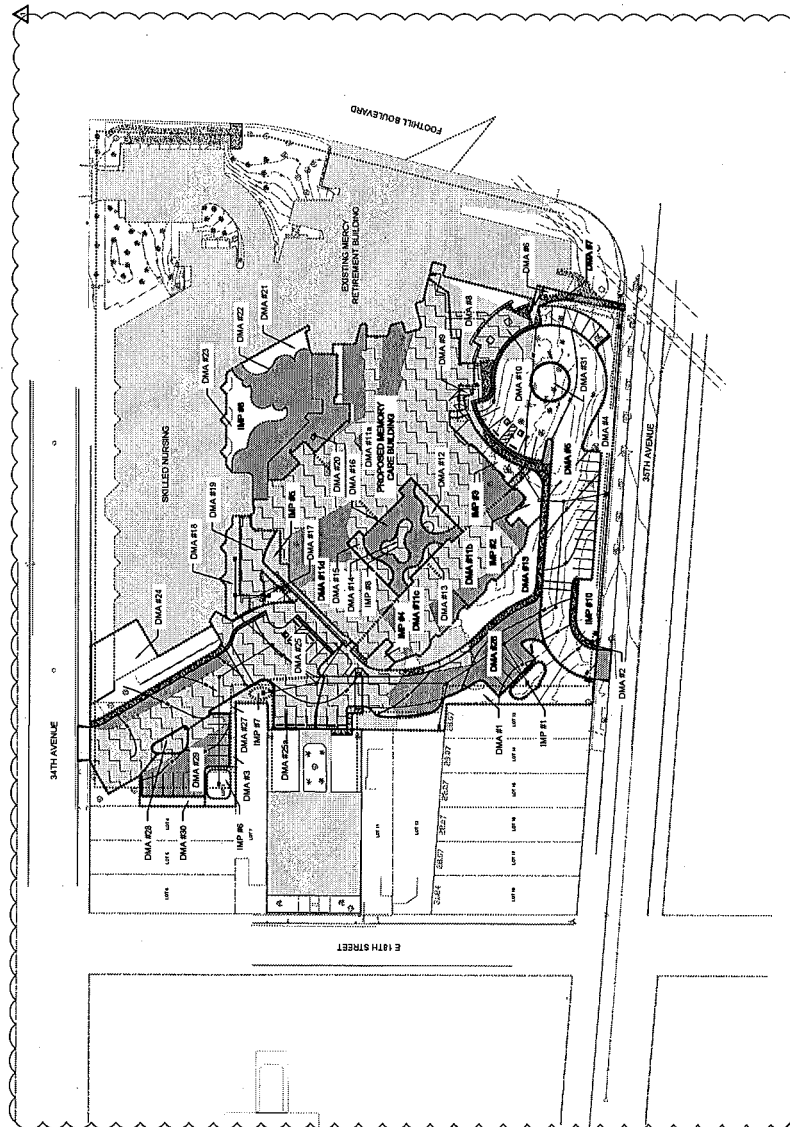 FOOTHILL BOULEVARD
EXISTING MERCY
RETIREMENT BUILDING
SKILLED NURSING
34TH AVENUE
35TH AVENUE
E 18TH STREET
PROPOSED MEMORY
CARE BUILDING
DMA #24
DMA #18
DMA #19
DMA #23
DMA #22
DMA #21
IMP #5
DMA #17
DMA #11d
DMA #15
DMA #14
IMP #8
DMA #20
DMA #16
DMA #11a
DMA #12
DMA #9
DMA #8
DMA #6
DMA #7
DMA #10
DMA #31
DMA #4
DMA #5
IMP #3
IMP #2
DMA #11b
DMA #13
DMA #11c
IMP #4
DMA #13
IMP #10
DMA #2
DMA #26
DMA #1
IMP #1
DMA #25
DMA #25a
DMA #27
IMP #7
DMA #3
IMP #6
DMA #29
DMA #28
DMA #30
LOT 11
LOT 12